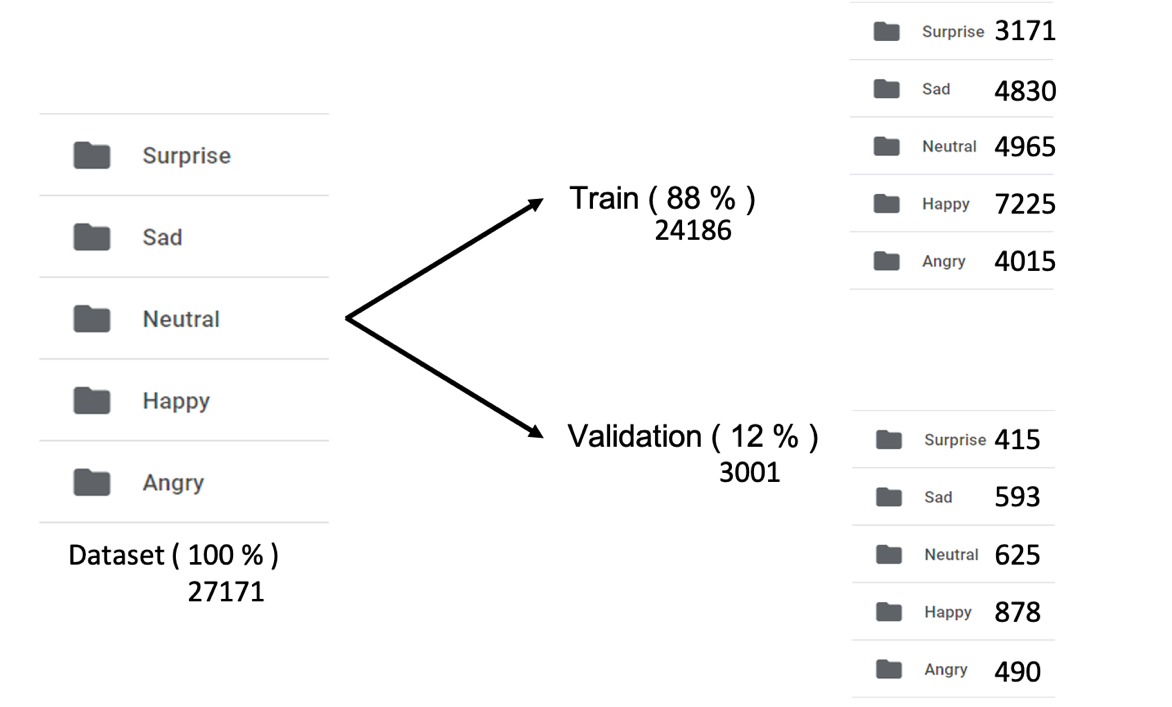 Surprise
Sad
Neutral
Happy
Angry
Dataset ( 100 % )
27171
Train ( 88 % )
24186
Validation ( 12 % )
3001
Surprise 3171
Sad 4830
Neutral 4965
Happy 7225
Angry 4015
Surprise 415
Sad 593
Neutral 625
Happy 878
Angry 490